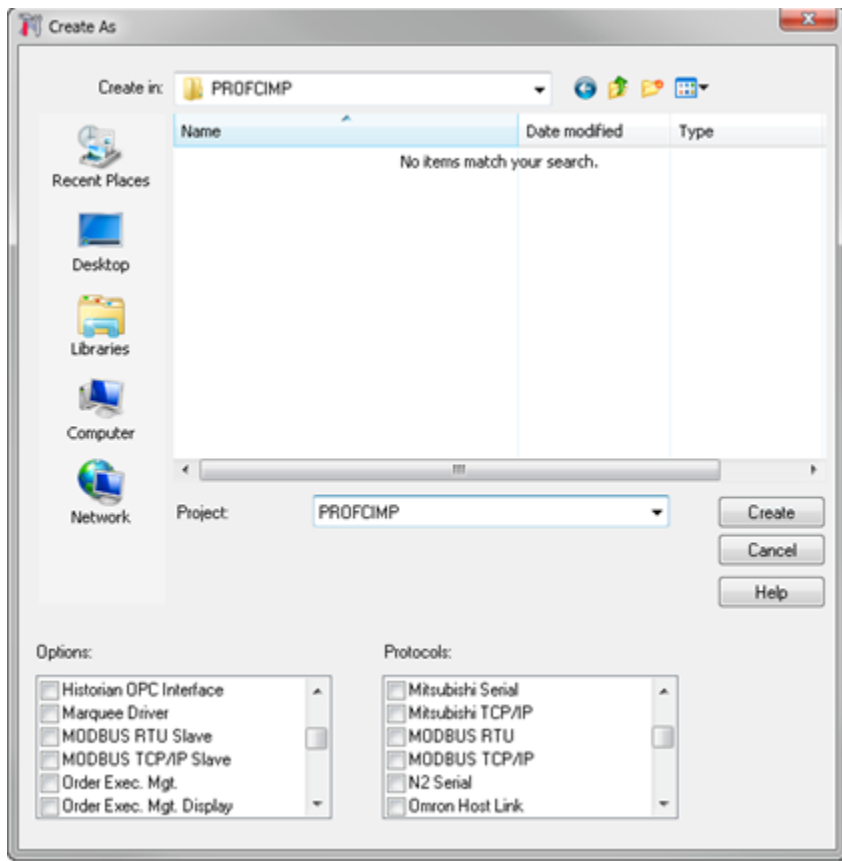 Create As
Create in: PROFCIMP
Name Date modified Type
No items match your search.
Recent Places
Desktop
Libraries
Computer
Network
Project: PROFCIMP Create
Cancel
Help
Options: Protocols:
Historian OPC Interface Mitsubishi Serial
Marquee Driver Mitsubishi TCP/IP
MODBUS RTU Slave MODBUS RTU
MODBUS TCP/IP Slave MODBUS TCP/IP
Order Exec. Mgt. N2 Serial
Order Exec. Mgt. Display Omron Host Link